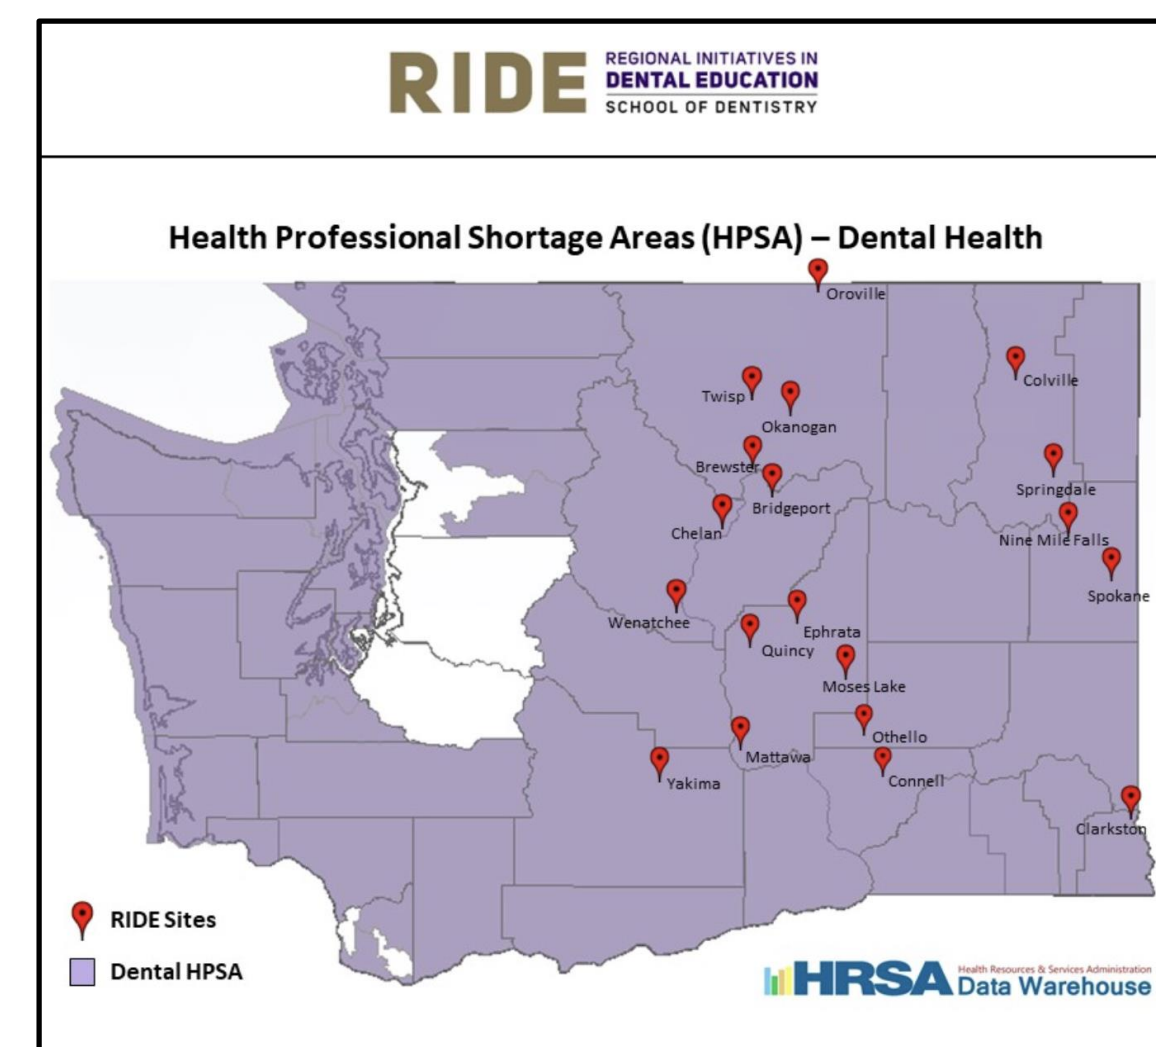 RIDE
REGIONAL INITIATIVES IN
DENTAL EDUCATION
SCHOOL OF DENTISTRY
Health Professional Shortage Areas (HPSA) – Dental Health
Oroville
Colville
Twisp
Okanogan
Brewster
Springdale
Bridgeport
Chelan
Nine Mile Falls
Spokane
Wenatchee
Ephrata
Quincy
Moses Lake
Othello
Mattawa
Connell
Yakima
Clarkston
RIDE Sites
Dental HPSA
HRSA
Health Resources & Services Administration
Data Warehouse